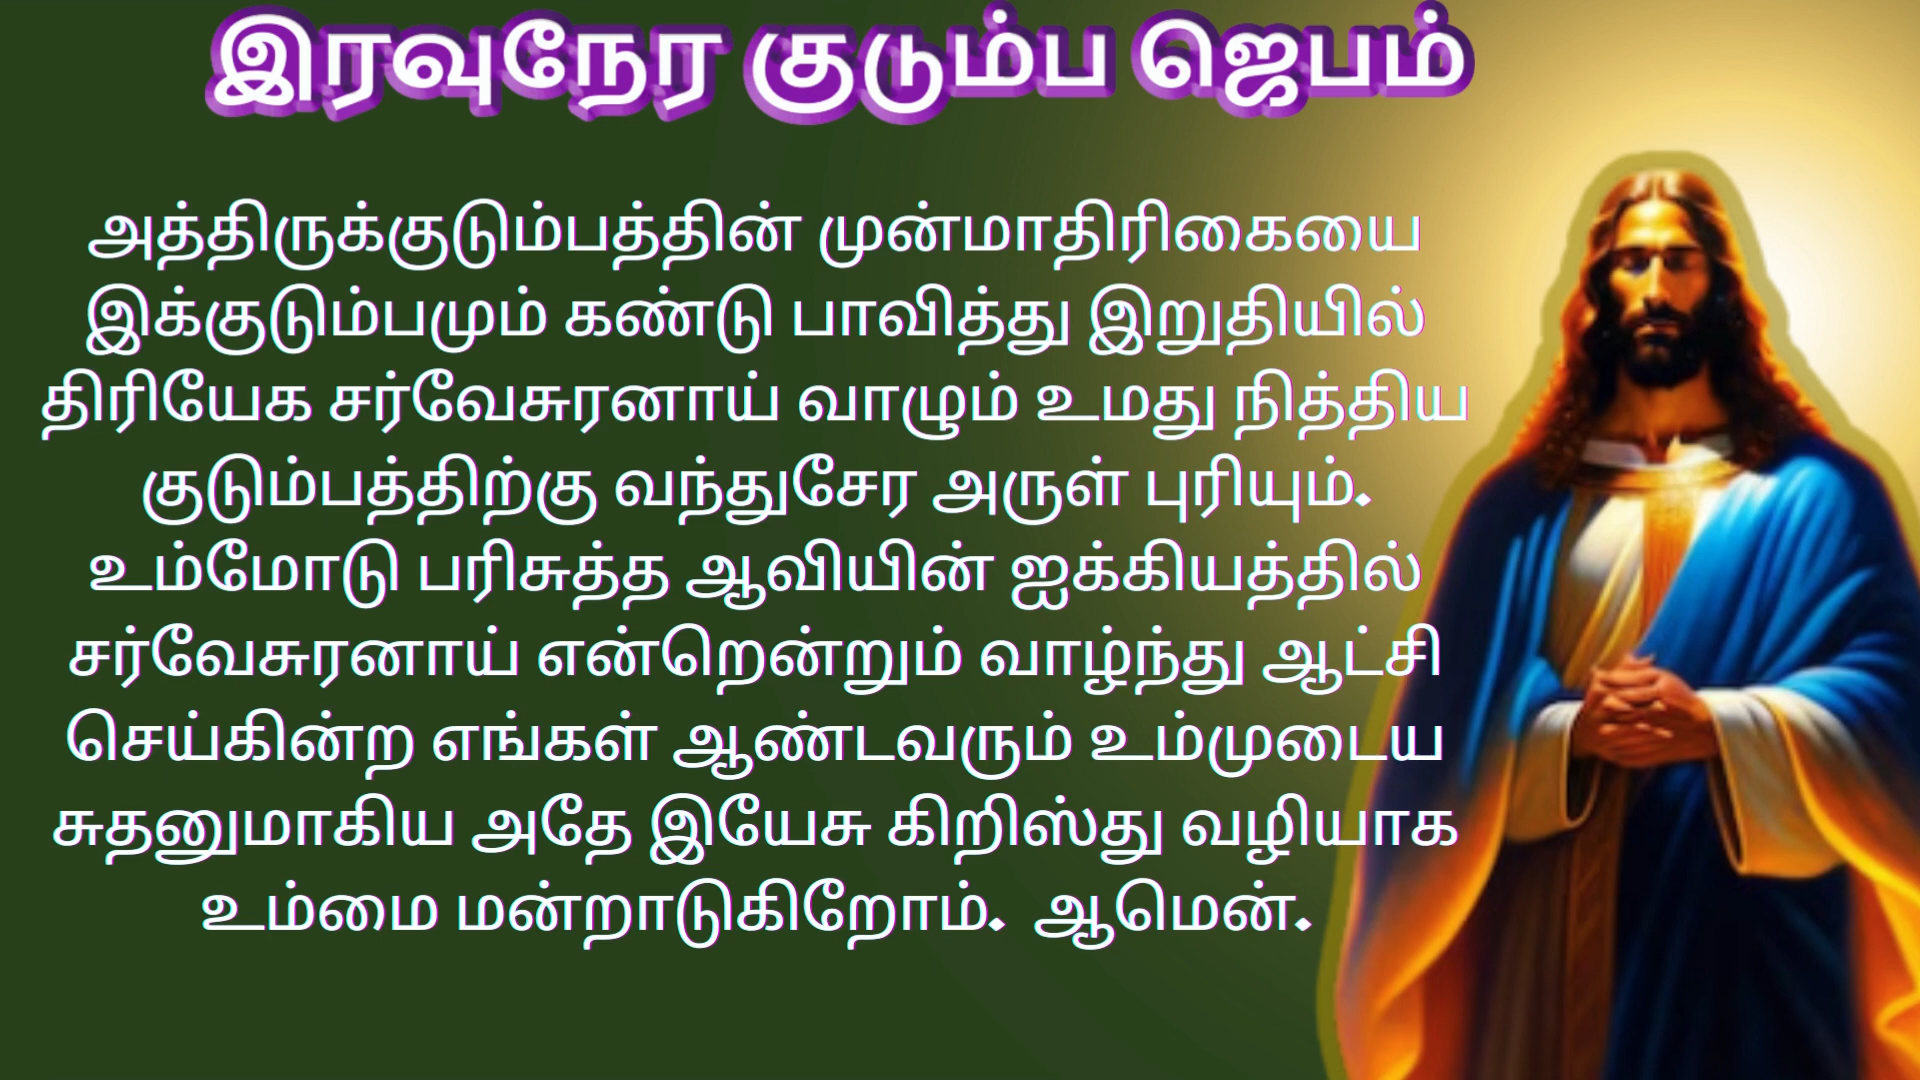 இரவுநேர குடும்ப ஜெபம்
அத்திருக்குடும்பத்தின் முன்மாதிரிகையை
இக்குடும்பமும் கண்டு பாவித்து இறுதியில்
திரியேக சர்வேசுரனாய் வாழும் உமது நித்திய
குடும்பத்திற்கு வந்துசேர அருள் புரியும்.
உம்மோடு பரிசுத்த ஆவியின் ஐக்கியத்தில்
சர்வேசுரனாய் என்றென்றும் வாழ்ந்து ஆட்சி
செய்கின்ற எங்கள் ஆண்டவரும் உம்முடைய
சுதனுமாகிய அதே இயேசு கிறிஸ்து வழியாக
உம்மை மன்றாடுகிறோம். ஆமென்.